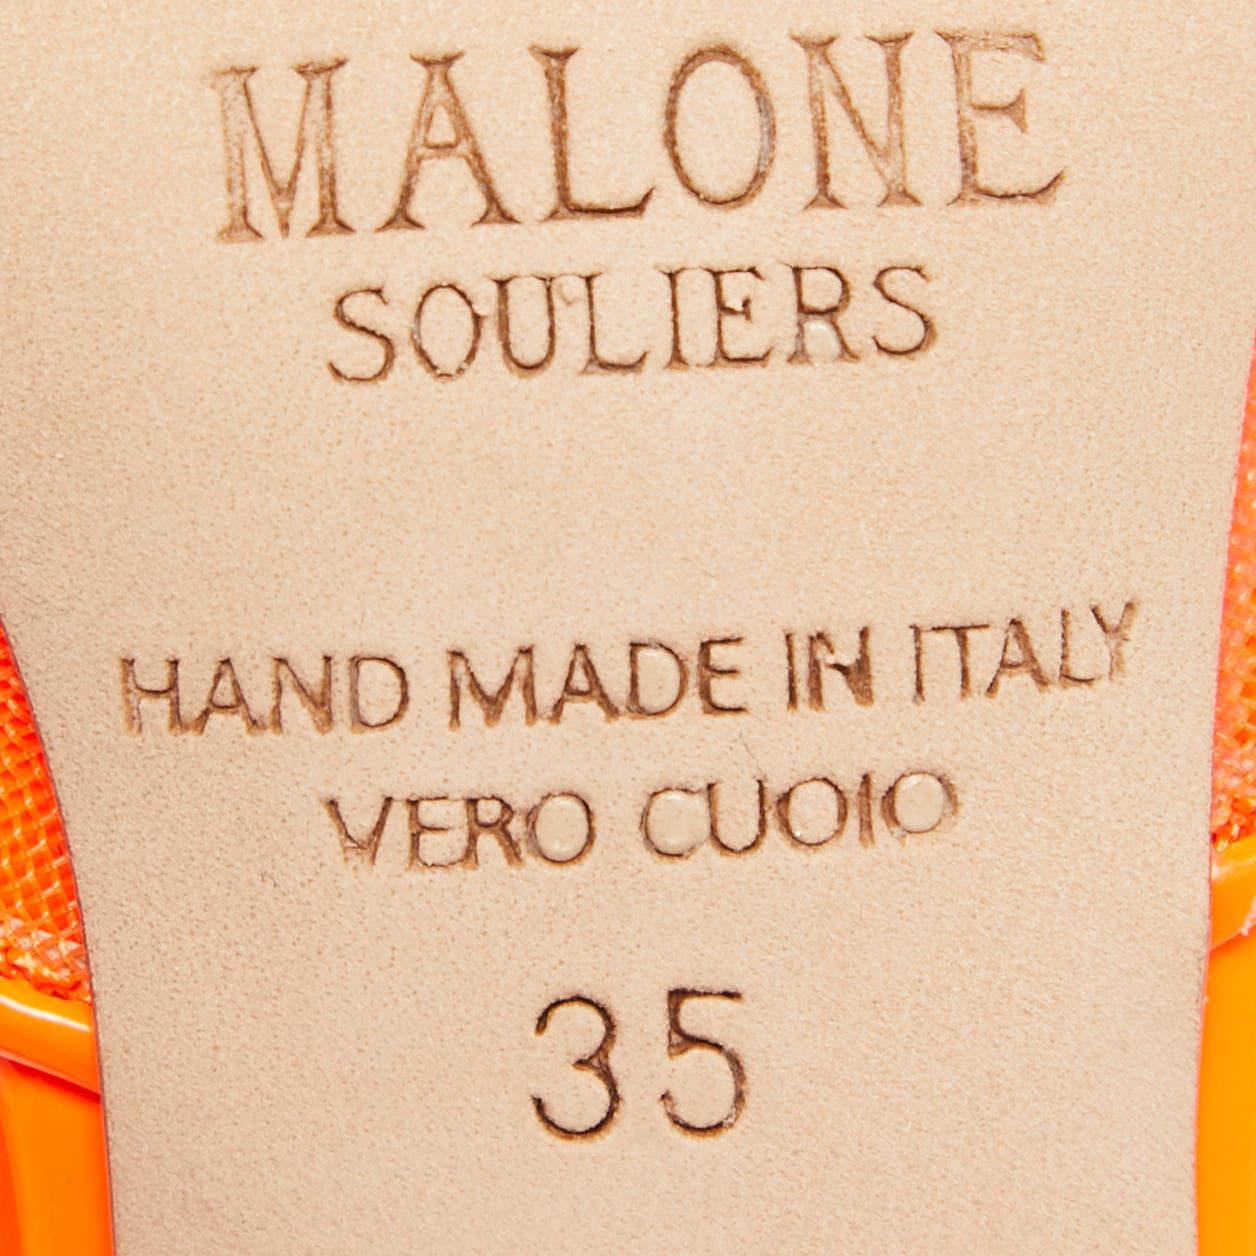 MALONE
SOULIERS
HAND MADE IN ITALY
VERO CUOIO
35